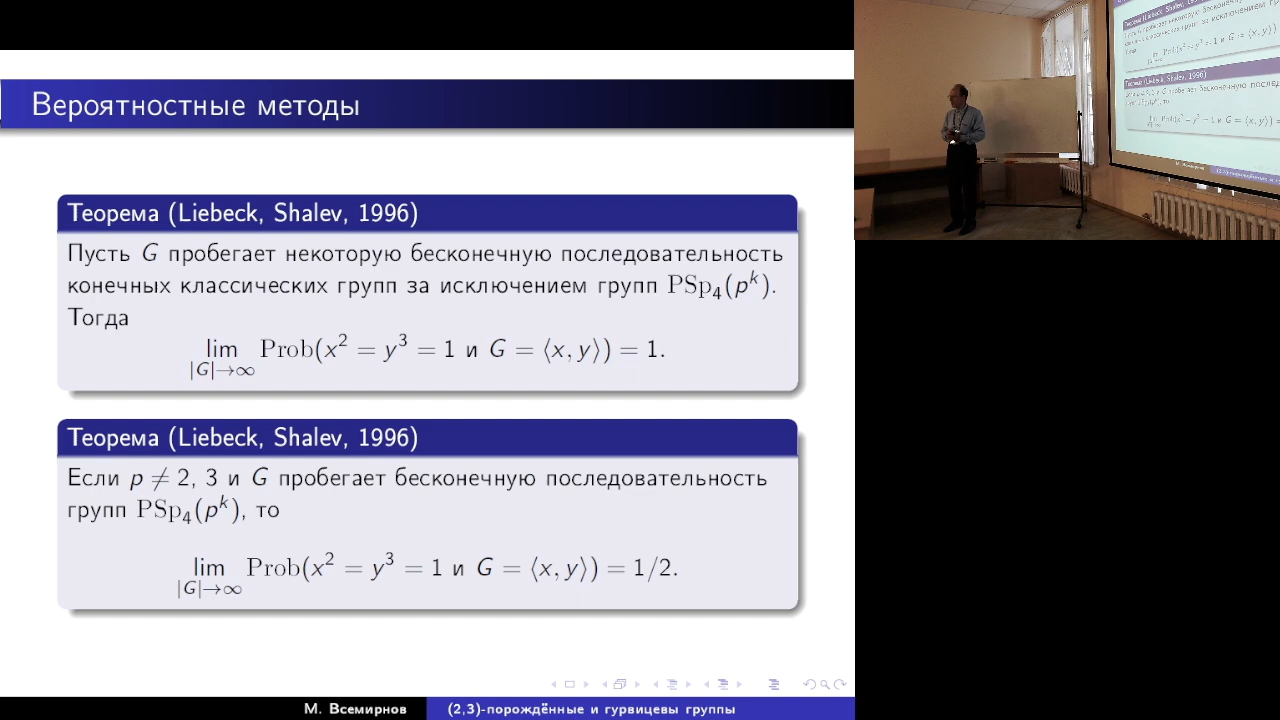 Вероятностные методы
Теорема (Liebeck, Shalev, 1996)
Пусть G пробегает некоторую бесконечную последовательность
конечных классических групп за исключением групп PSp₄(pᵏ).
Тогда
lim Prob(x² = y³ = 1 и G = ⟨x, y⟩) = 1.
|G|→∞
Теорема (Liebeck, Shalev, 1996)
Если p ≠ 2, 3 и G пробегает бесконечную последовательность
групп PSp₄(pᵏ), то
lim Prob(x² = y³ = 1 и G = ⟨x, y⟩) = 1/2.
|G|→∞
М. Всемирнов
(2,3)-порождённые и гурвицевы группы